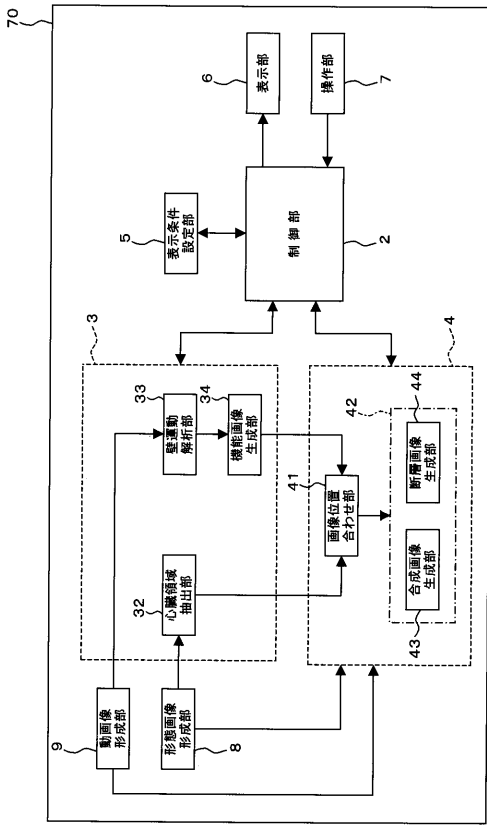 70
動画像
形成部
9
形態画像
形成部
8
3
壁運動
解析部
33
機能画像
生成部
34
心臓領域
抽出部
32
4
画像位置
合わせ部
41
42
合成画像
生成部
43
断層画像
生成部
44
表示条件
設定部
5
制御部
2
表示部
6
操作部
7